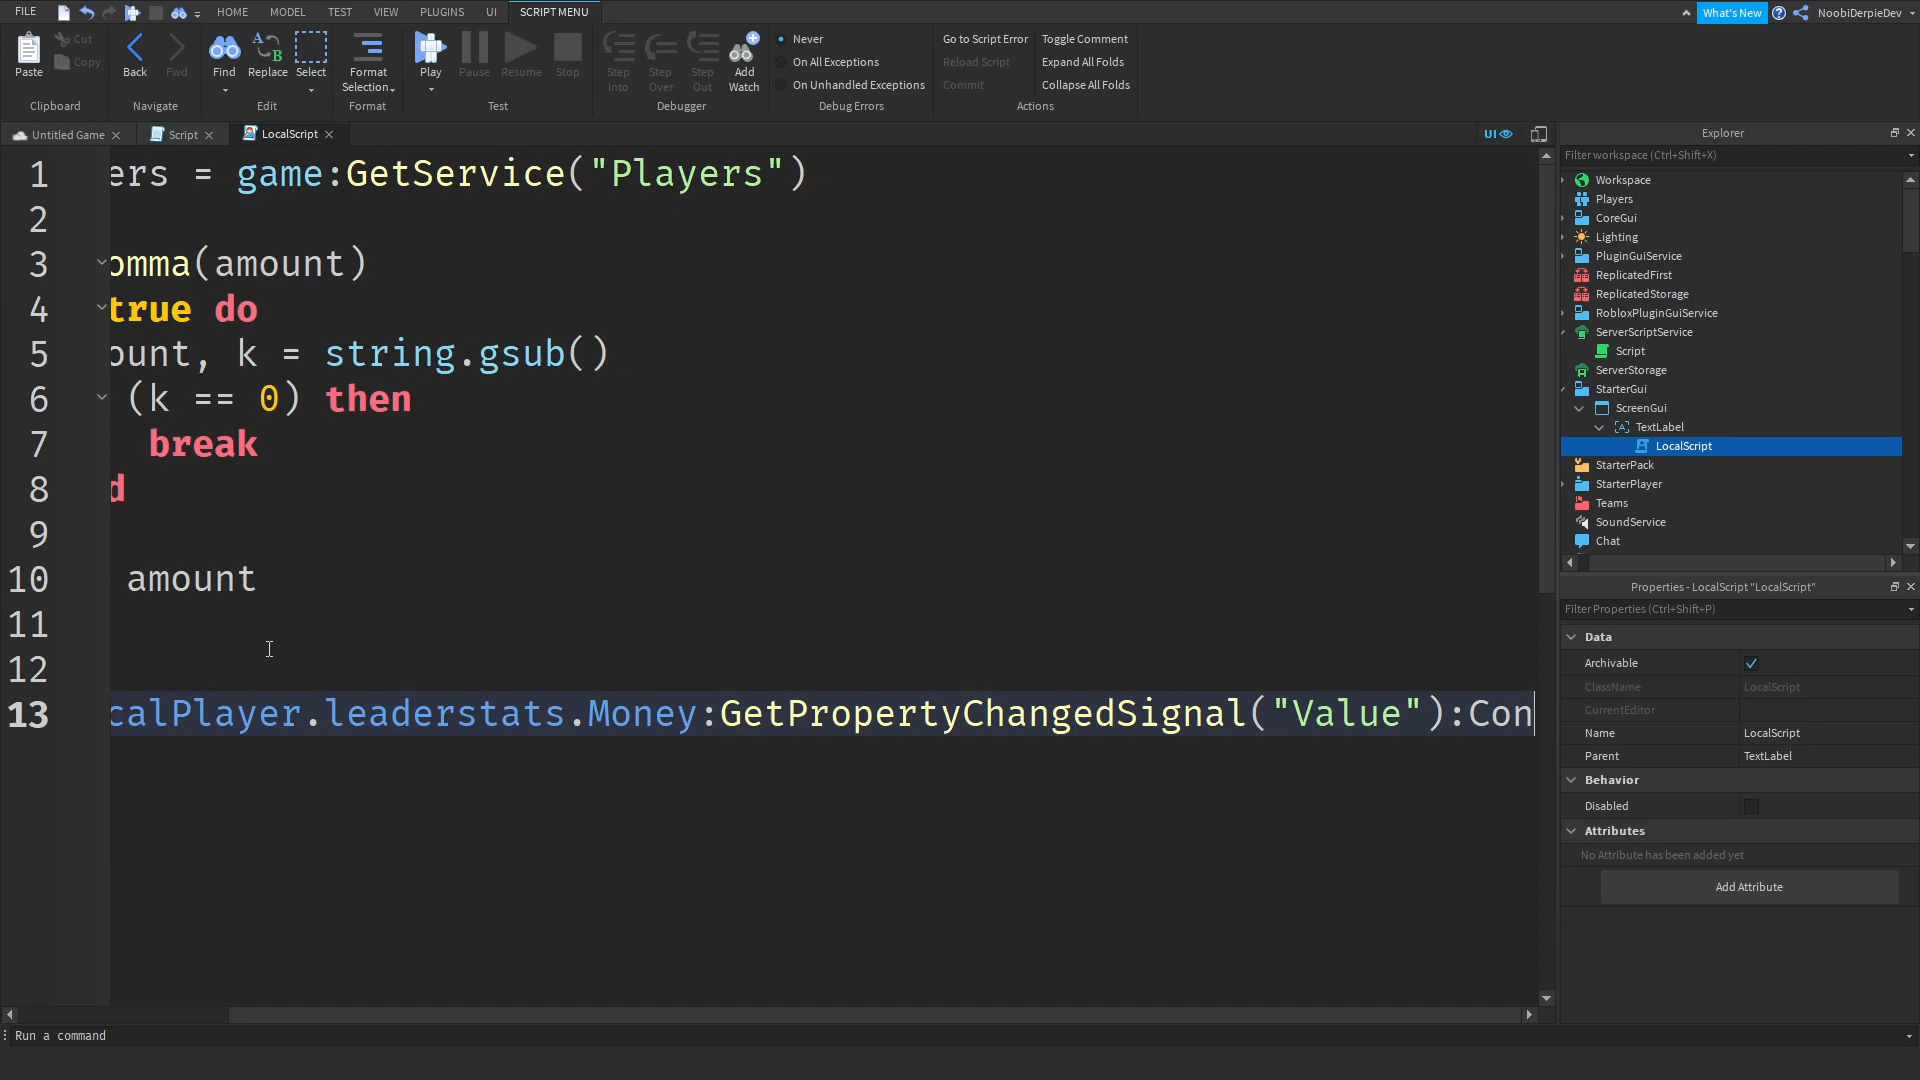 FILE HOME MODEL TEST VIEW PLUGINS UI SCRIPT MENU What's New NoobiDerpieDev
Paste Cut Copy Back Fwd Find Replace Select Format Selection Play Pause Resume Stop Step Into Step Over Step Out Add Watch
Never
On All Exceptions
On Unhandled Exceptions
Go to Script Error
Reload Script
Commit
Toggle Comment
Expand All Folds
Collapse All Folds
Clipboard Navigate Edit Format Test Debugger Debug Errors Actions
Untitled Game Script LocalScript UI
1 ers = game:GetService("Players")
2
3 omma(amount)
4 true do
5 ount, k = string.gsub()
6 (k == 0) then
7 break
8 d
9
10 amount
11
12
13 calPlayer.leaderstats.Money:GetPropertyChangedSignal("Value"):Con
Run a command
Explorer
Filter workspace (Ctrl+Shift+X)
Workspace
Players
CoreGui
Lighting
PluginGuiService
ReplicatedFirst
ReplicatedStorage
RobloxPluginGuiService
ServerScriptService
Script
ServerStorage
StarterGui
ScreenGui
TextLabel
LocalScript
StarterPack
StarterPlayer
Teams
SoundService
Chat
Properties - LocalScript "LocalScript"
Filter Properties (Ctrl+Shift+P)
Data
Archivable
ClassName LocalScript
CurrentEditor
Name LocalScript
Parent TextLabel
Behavior
Disabled
Attributes
No Attribute has been added yet
Add Attribute